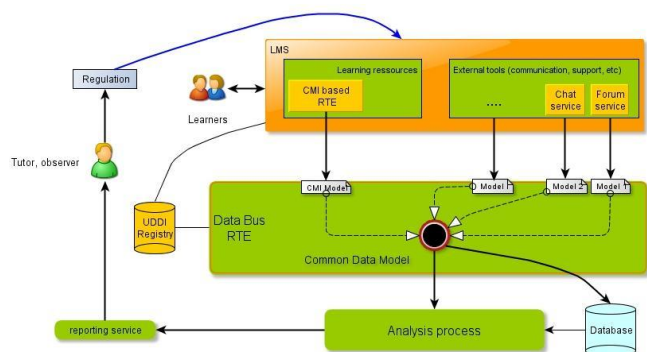 LMS
Learning ressources
External tools (communication, support, etc)
Regulation
CMI based
RTE
....
Chat
service
Forum
service
Learners
Tutor, observer
CMI Model
Model
Model 2
Model 1
UDDI
Registry
Data Bus
RTE
Common Data Model
reporting service
Analysis process
Database